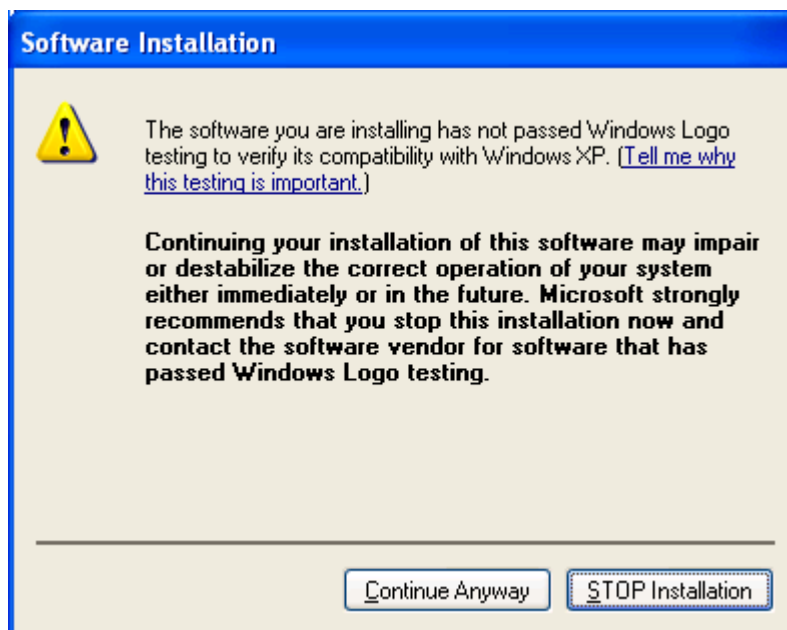 Software Installation
The software you are installing has not passed Windows Logo
testing to verify its compatibility with Windows XP. (Tell me why
this testing is important.)
Continuing your installation of this software may impair
or destabilize the correct operation of your system
either immediately or in the future. Microsoft strongly
recommends that you stop this installation now and
contact the software vendor for software that has
passed Windows Logo testing.
Continue Anyway
STOP Installation